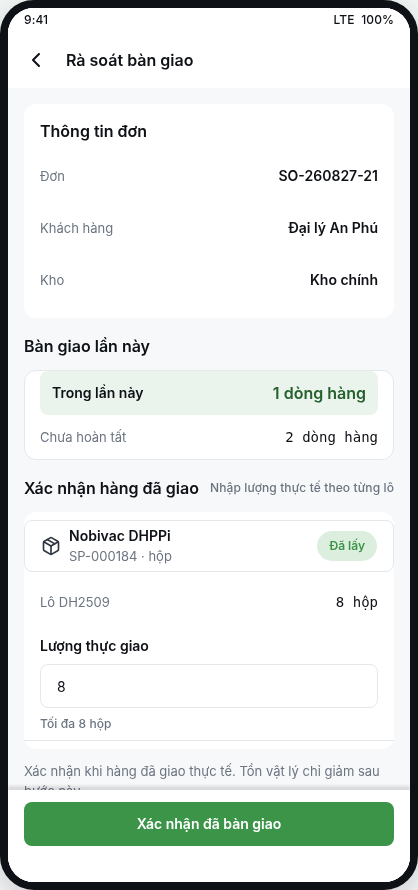 9:41 LTE 100%
Rà soát bàn giao
Thông tin đơn
Đơn SO-260827-21
Khách hàng Đại lý An Phú
Kho Kho chính
Bàn giao lần này
Trong lần này 1 dòng hàng
Chưa hoàn tất 2 dòng hàng
Xác nhận hàng đã giao Nhập lượng thực tế theo từng lô
Nobivac DHPPi
SP-000184 · hộp Đã lấy
Lô DH2509 8 hộp
Lượng thực giao
8
Tối đa 8 hộp
Xác nhận khi hàng đã giao thực tế. Tồn vật lý chỉ giảm sau
Xác nhận đã bàn giao